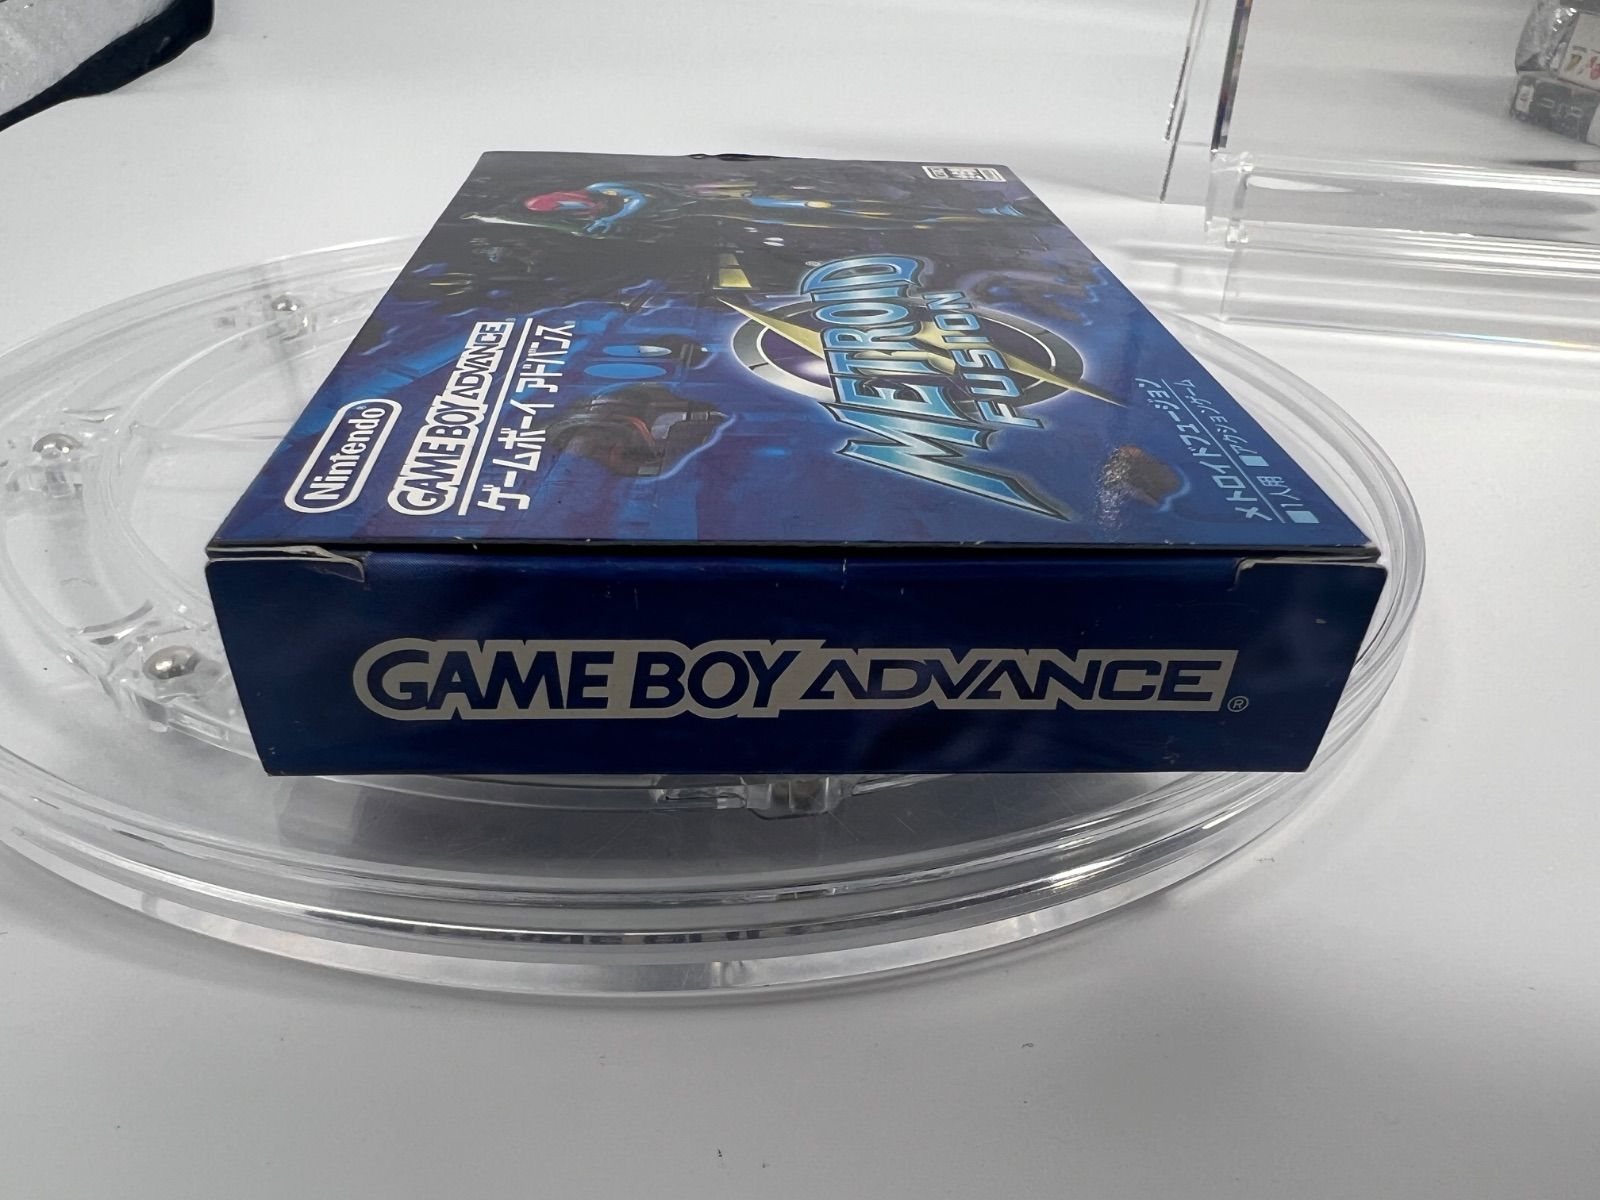 Nintendo®
GAME BOY ADVANCE®
ゲームボーイ アドバンス®
METROID®
FUSION
メトロイドフュージョン
■1人用 ■アクションゲーム
GAME BOY ADVANCE®